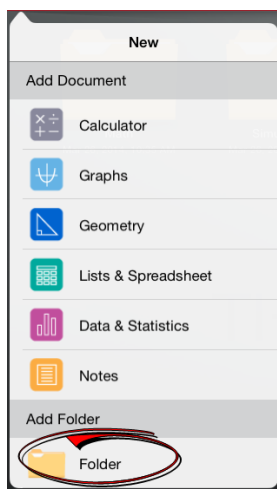 New
Add Document
Calculator
Graphs
Geometry
Lists & Spreadsheet
Data & Statistics
Notes
Add Folder
Folder